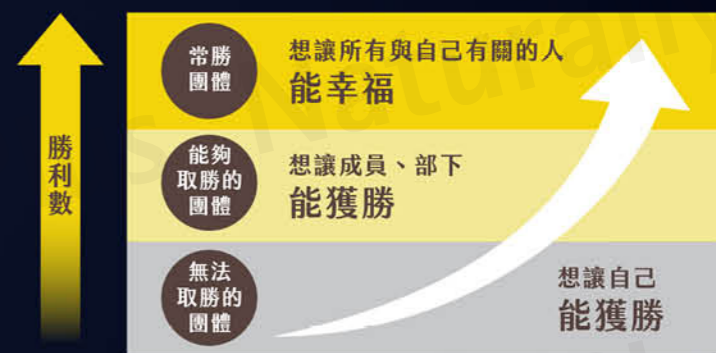 勝利數
常勝
團體
想讓所有與自己有關的人
能幸福
能夠
取勝的
團體
想讓成員、部下
能獲勝
無法
取勝的
團體
想讓自己
能獲勝